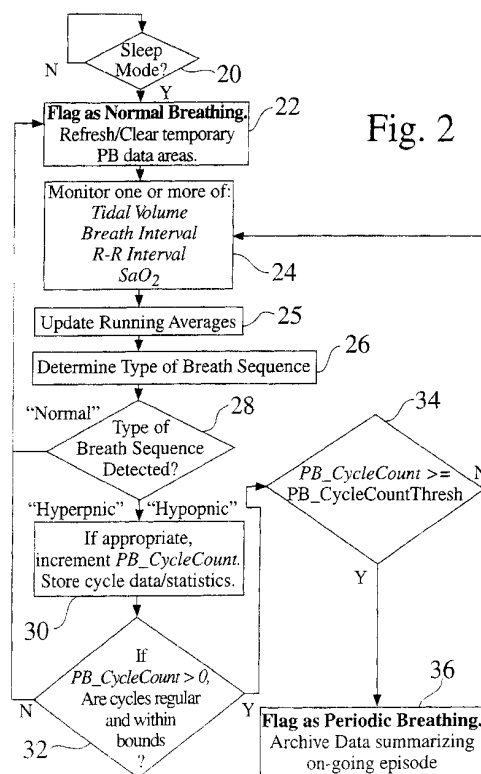 Sleep
Mode?
N
20
Y
Flag as Normal Breathing.
Refresh/Clear temporary
PB data areas.
22
Fig. 2
Monitor one or more of:
Tidal Volume
Breath Interval
R-R Interval
SaO2
24
Update Running Averages
25
Determine Type of Breath Sequence
26
"Normal"
Type of
Breath Sequence
Detected?
28
"Hyperpnic" "Hypopnic"
If appropriate,
increment PB_CycleCount.
Store cycle data/statistics.
30
If
PB_CycleCount > 0,
Are cycles regular
and within
bounds
?
N
Y
32
34
PB_CycleCount >=
PB_CycleCountThresh
N
Y
36
Flag as Periodic Breathing.
Archive Data summarizing
on-going episode